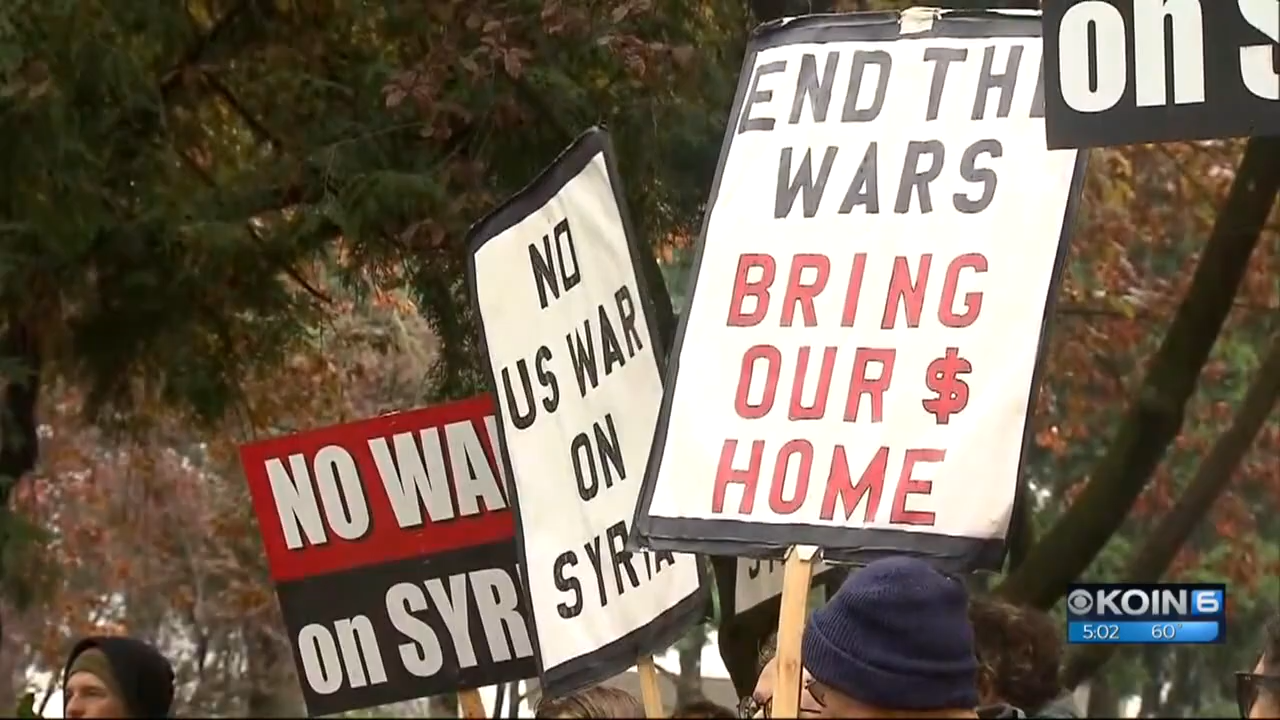 NO WA
on SYR
NO
US WAR
ON
SYRIA
END THE
WARS
BRING
OUR $
HOME
on S
KOIN 6
5:02 60°